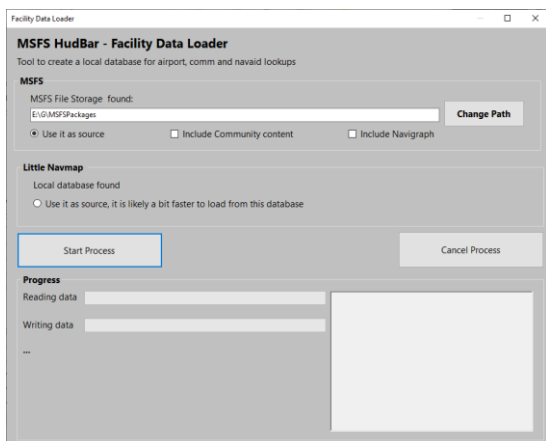 Facility Data Loader
MSFS HudBar - Facility Data Loader
Tool to create a local database for airport, comm and navaid lookups
MSFS
MSFS File Storage found:
E:\G\MSFSPackages
Change Path
Use it as source
Include Community content
Include Navigraph
Little Navmap
Local database found
Use it as source, it is likely a bit faster to load from this database
Start Process
Cancel Process
Progress
Reading data
Writing data
...